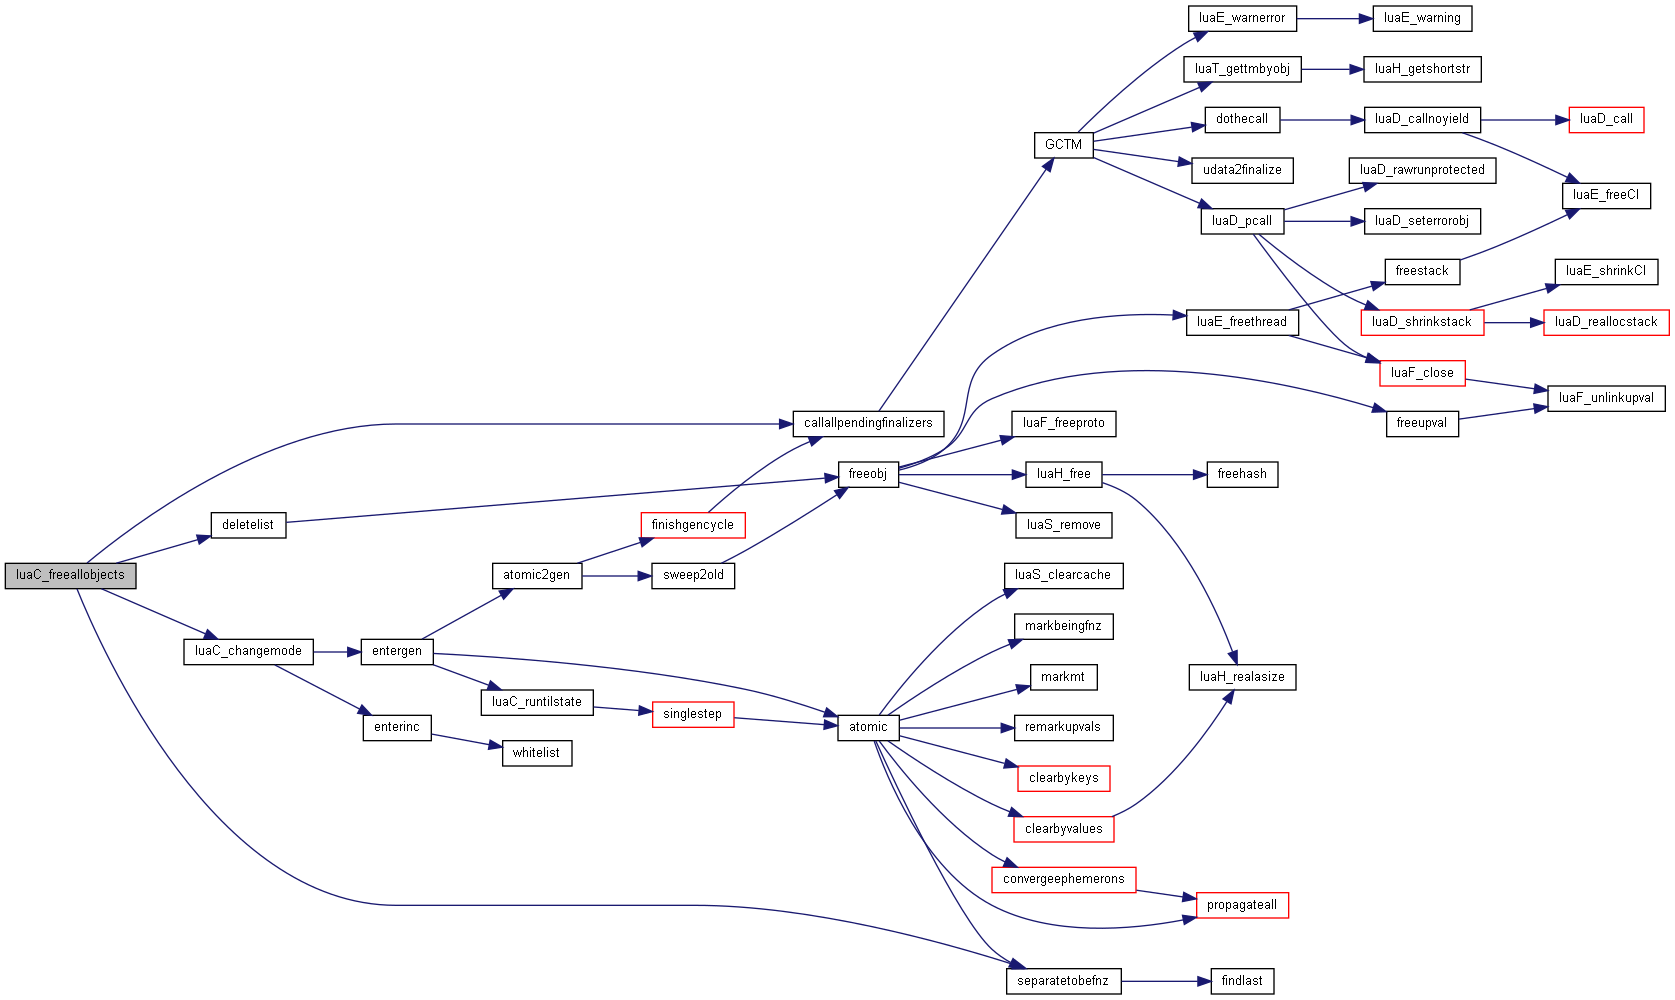 luaE_warnerror
luaE_warning
luaT_gettmbyobj
luaH_getshortstr
dothecall
luaD_callnoyield
luaD_call
GCTM
udata2finalize
luaD_rawrunprotected
luaE_freeCI
luaD_pcall
luaD_seterrorobj
freestack
luaE_shrinkCI
luaE_freethread
luaD_shrinkstack
luaD_reallocstack
luaF_close
luaF_unlinkupval
callallpendingfinalizers
luaF_freeproto
freeupval
freeobj
luaH_free
freehash
deletelist
finishgencycle
luaS_remove
luaC_freeallobjects
atomic2gen
sweep2old
luaS_clearcache
markbeingfnz
luaC_changemode
entergen
markmt
luaH_realasize
luaC_runtilstate
singlestep
enterinc
atomic
remarkupvals
whitelist
clearbykeys
clearbyvalues
convergeephemerons
propagateall
separatetobefnz
findlast